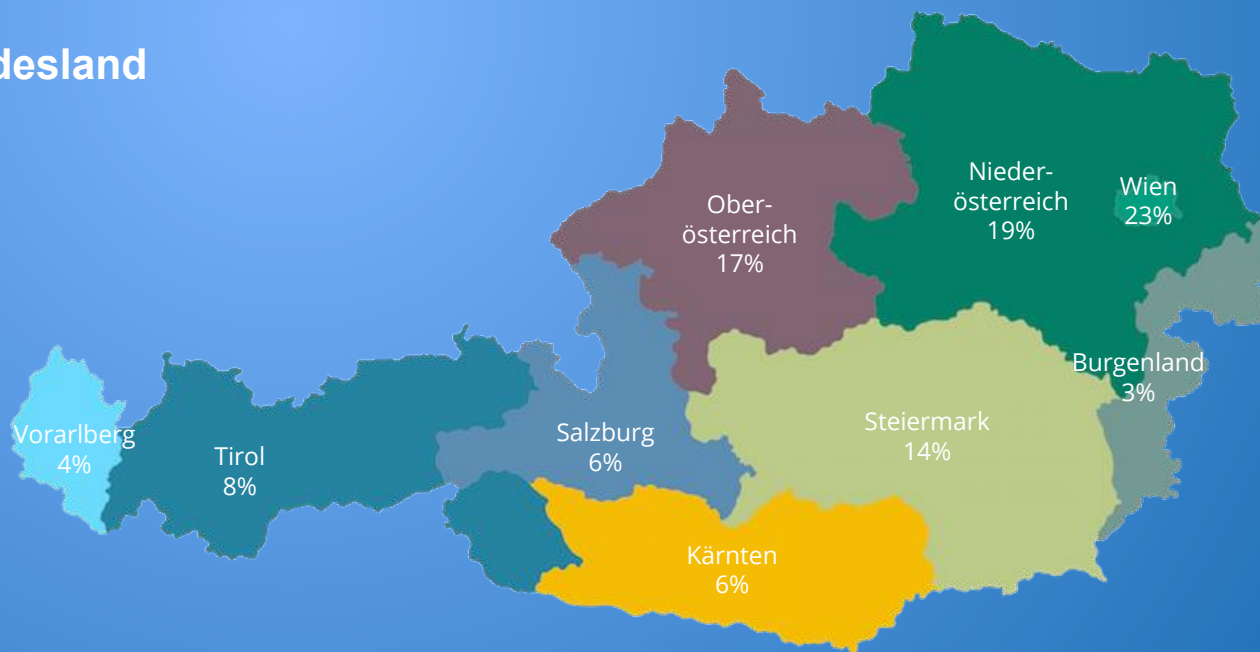 desland
Nieder-
österreich
19%
Wien
23%
Ober-
österreich
17%
Burgenland
3%
Steiermark
14%
Salzburg
6%
Vorarlberg
4%
Tirol
8%
Kärnten
6%